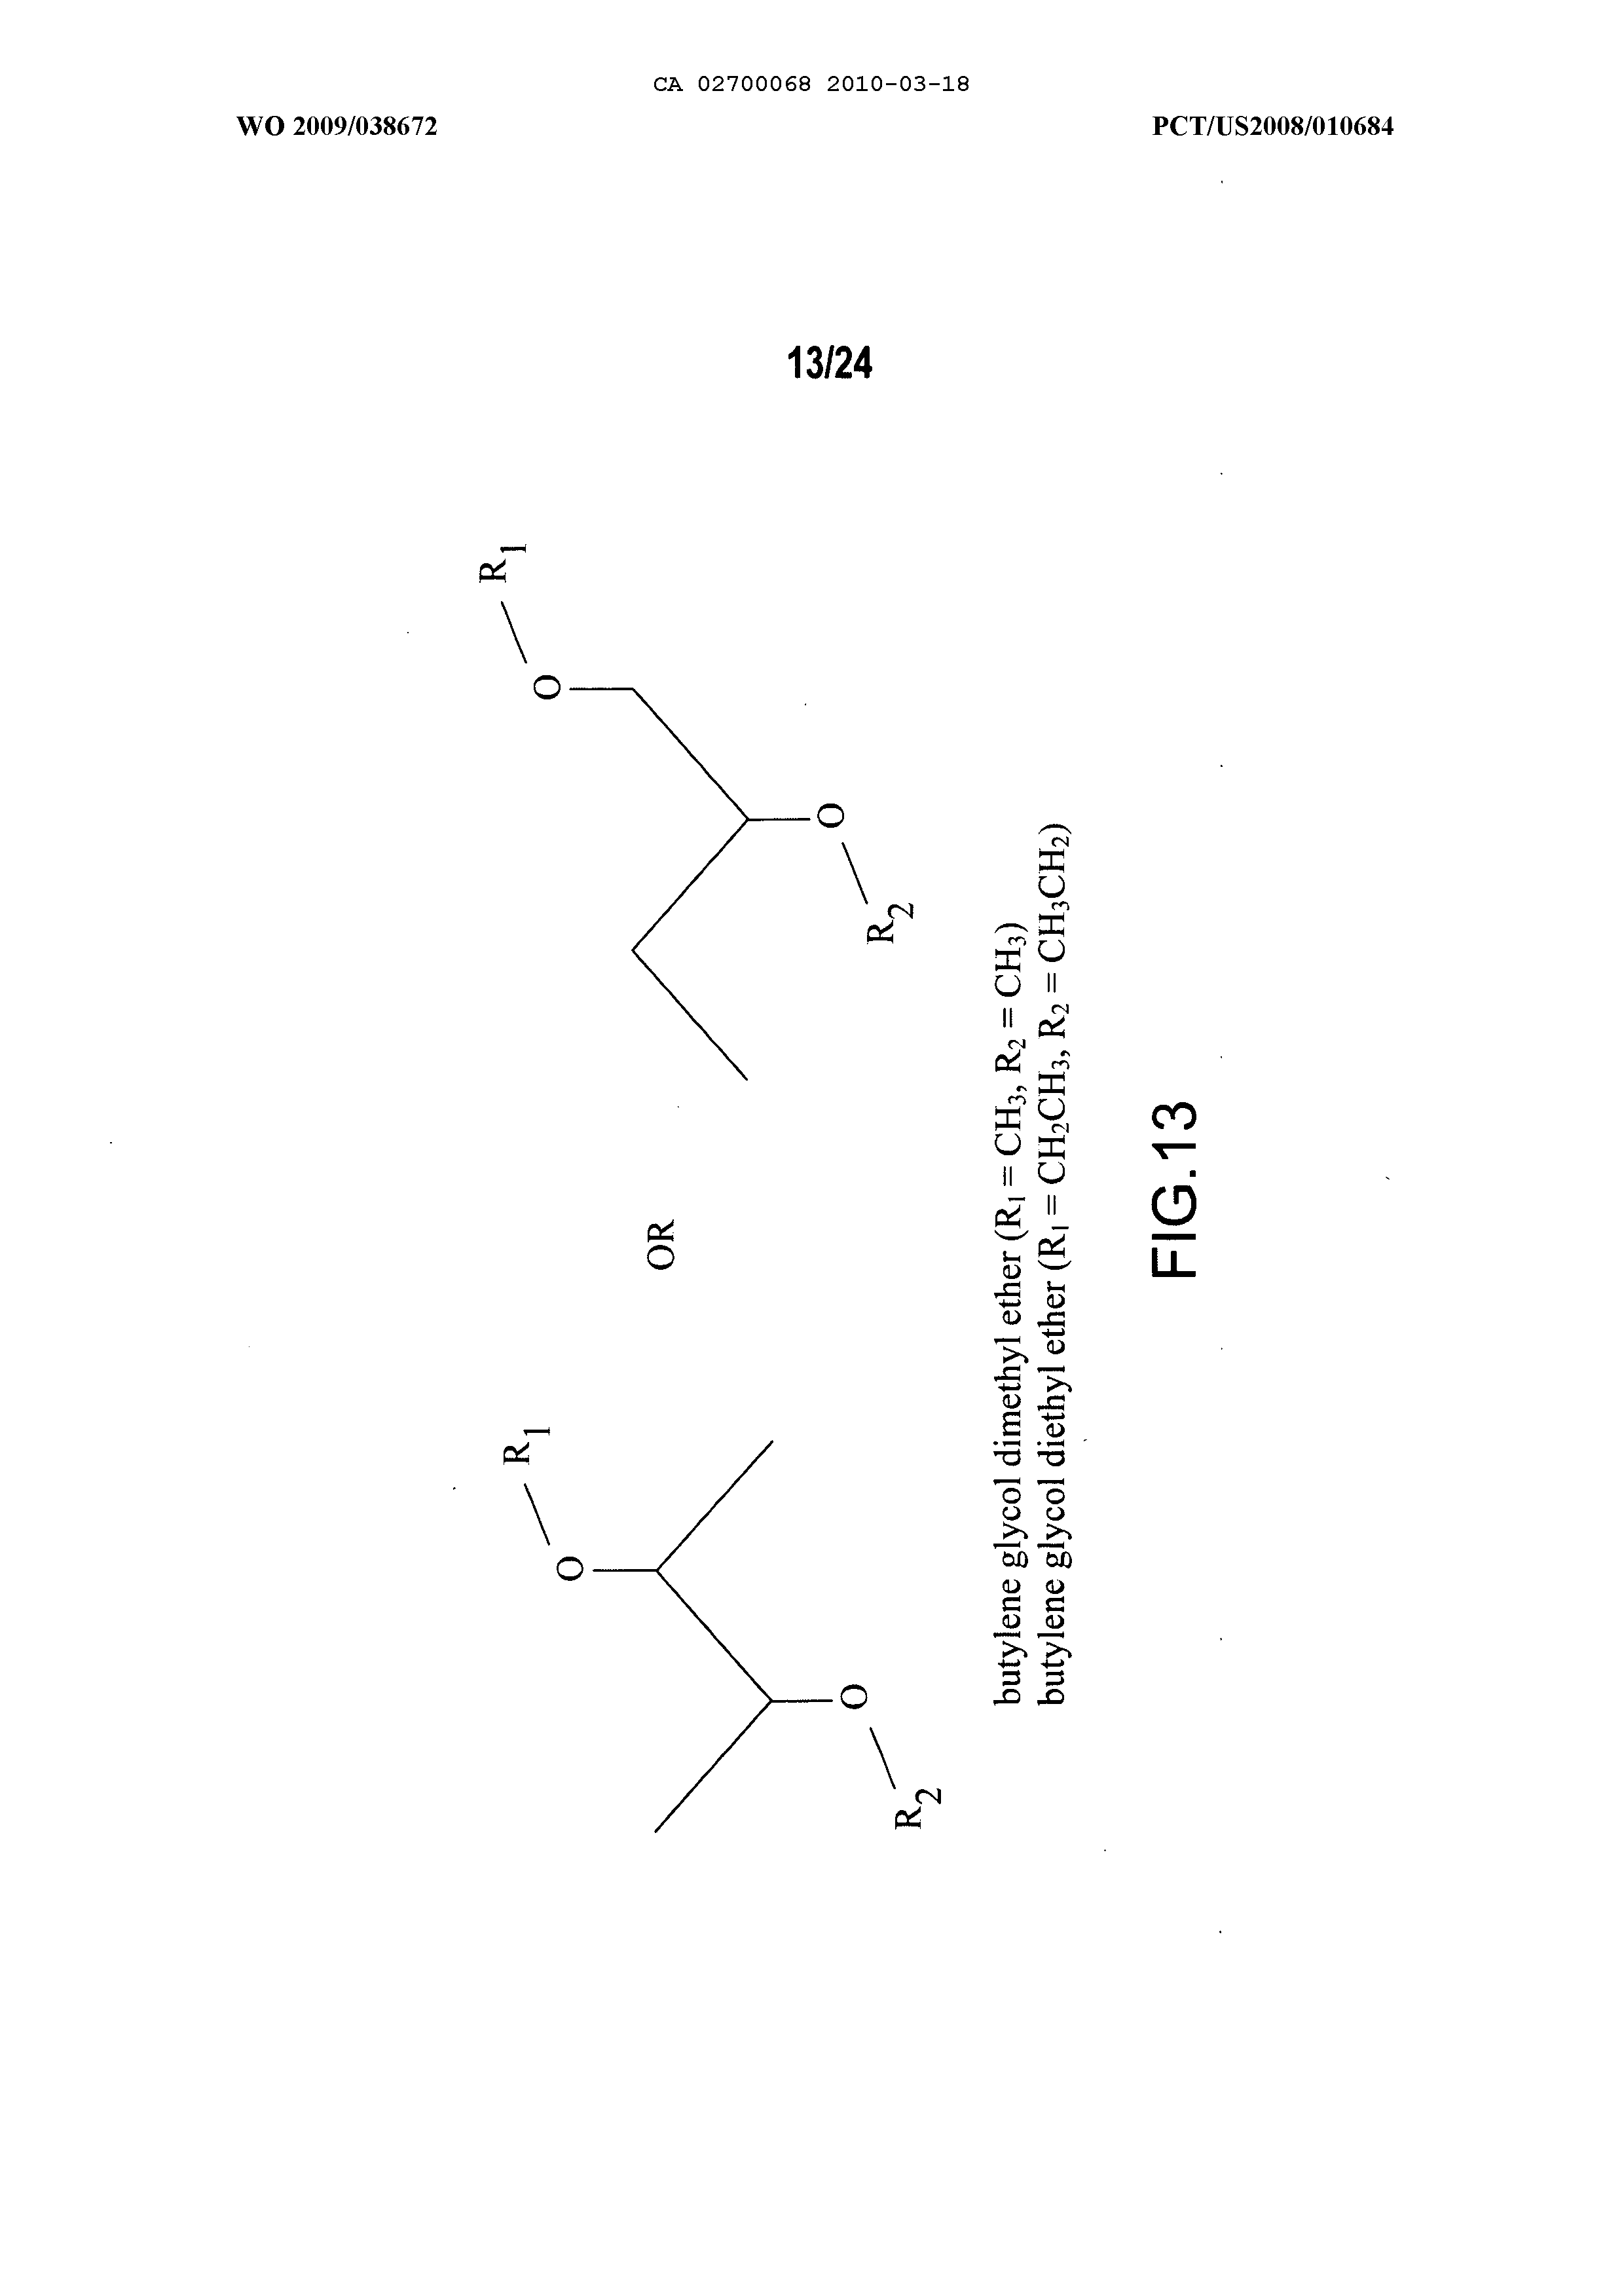 CA 02700068 2010-03-18
WO 2009/038672
PCT/US2008/010684
13/24
R1
O
O
R2
OR
R1
O
O
R2
butylene glycol dimethyl ether (R1 = CH3, R2 = CH3)
butylene glycol diethyl ether (R1 = CH2CH3, R2 = CH3CH2)
FIG.13